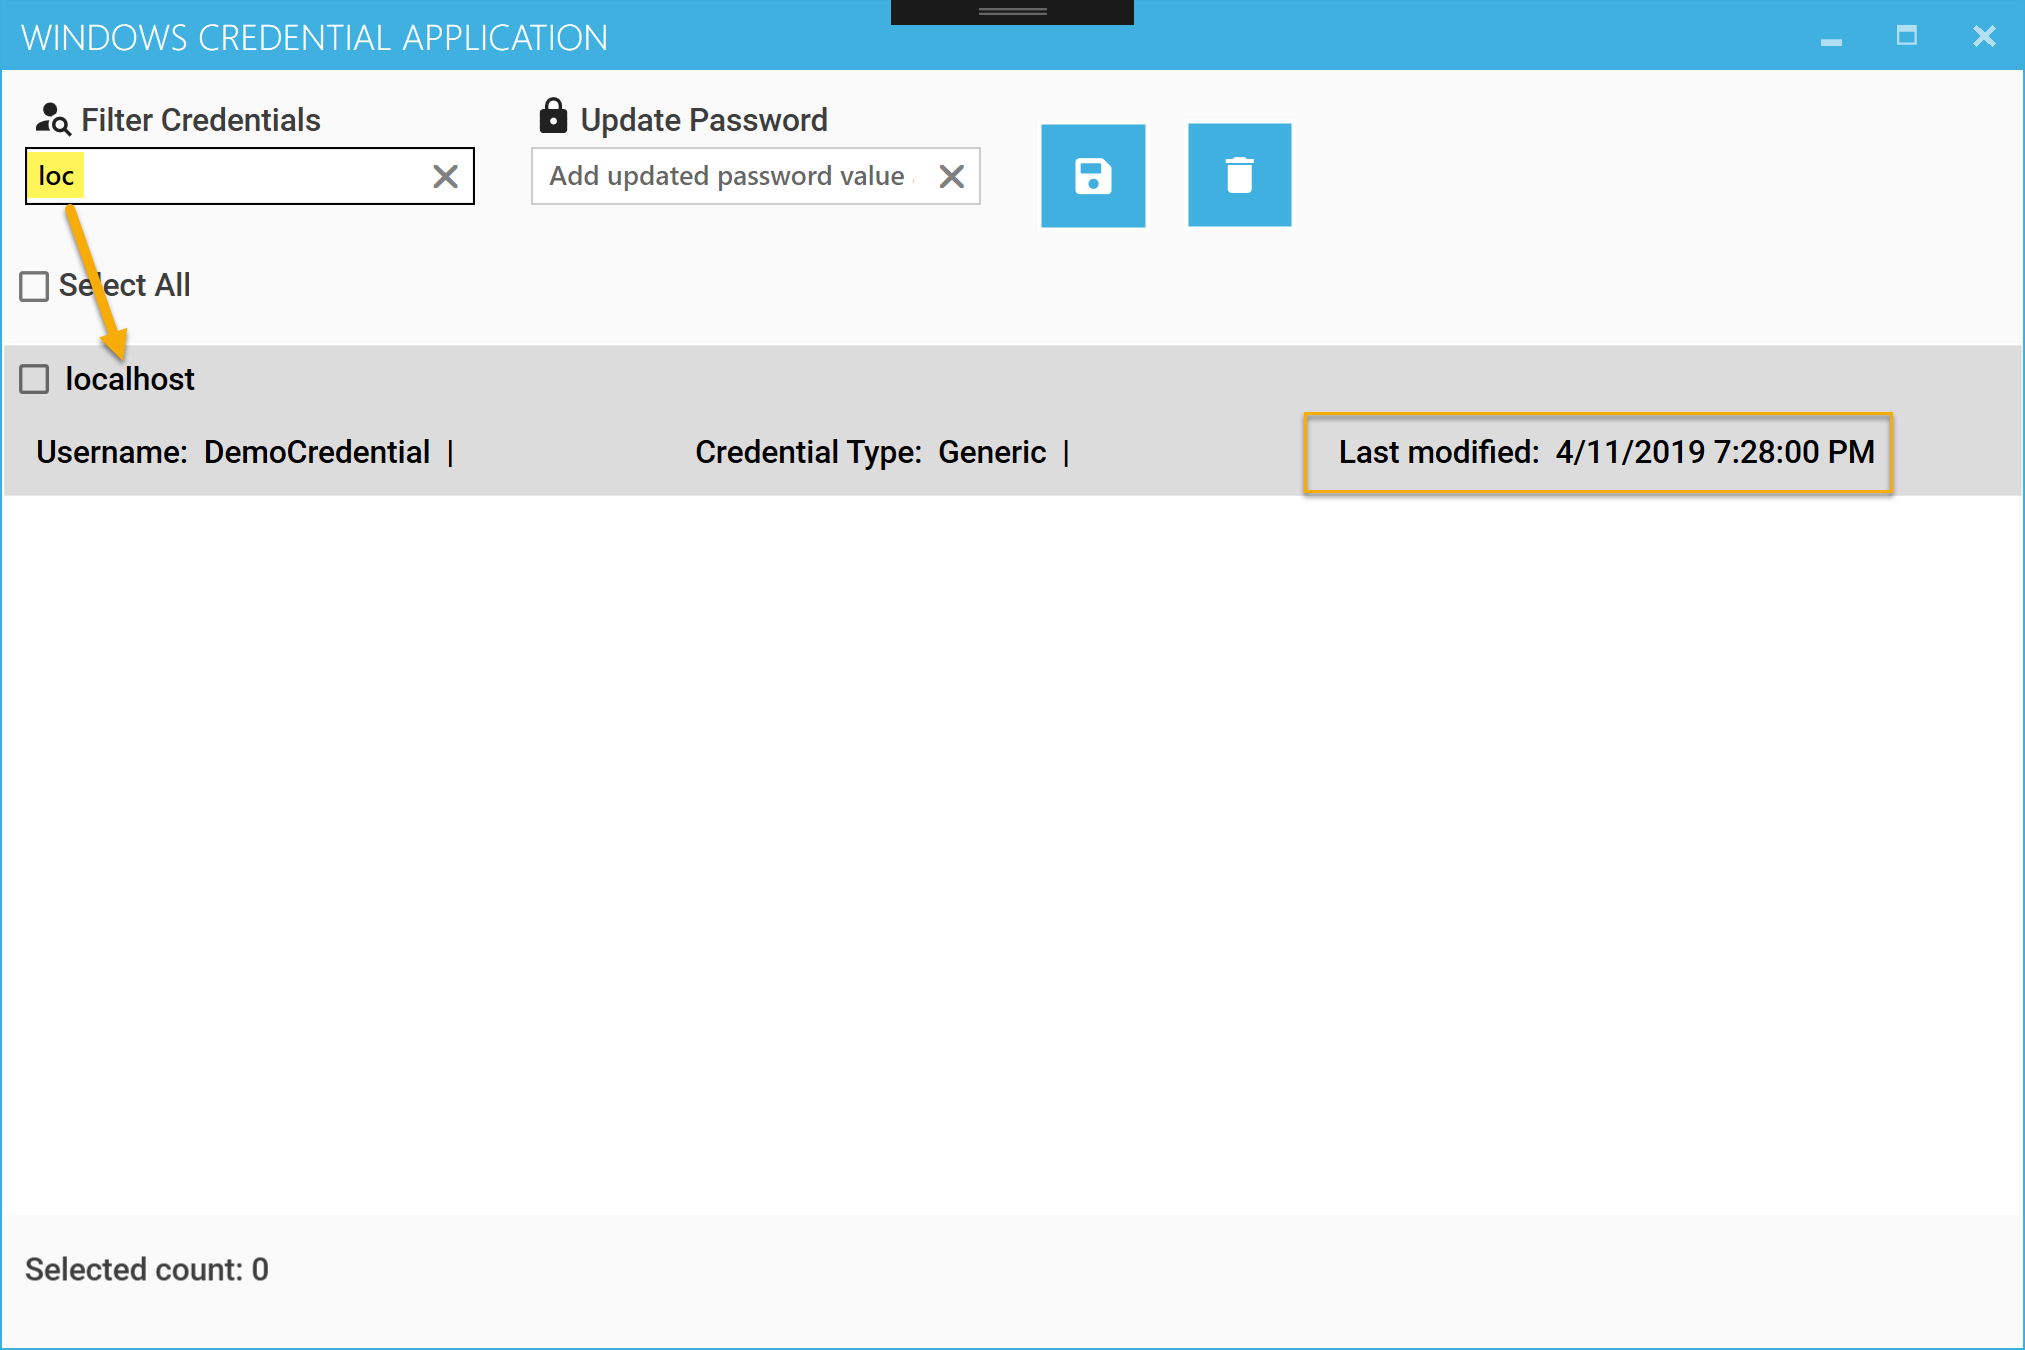 WINDOWS CREDENTIAL APPLICATION
Filter Credentials
Update Password
loc
Add updated password value
Select All
localhost
Username: DemoCredential |
Credential Type: Generic |
Last modified: 4/11/2019 7:28:00 PM
Selected count: 0